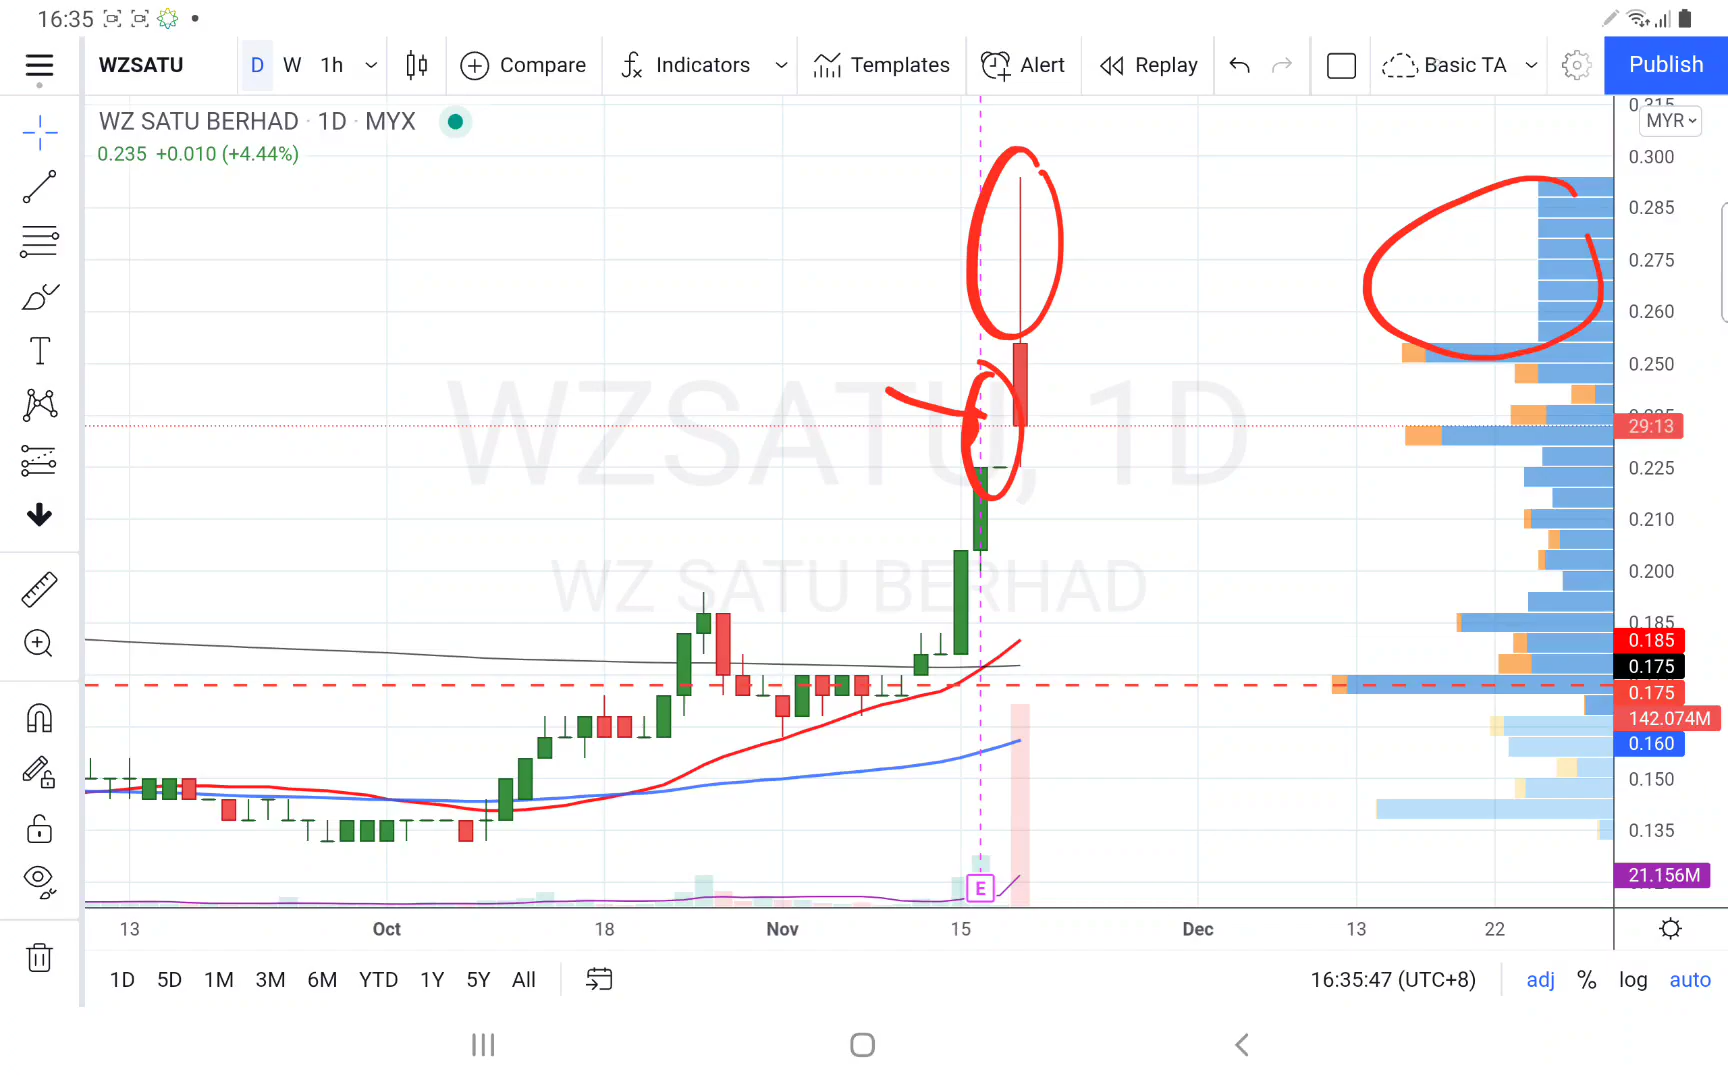 16:35
WZSATU D W 1h Compare Indicators Templates Alert Replay Basic TA Publish
WZ SATU BERHAD · 1D · MYX
0.235 +0.010 (+4.44%)
MYR
0.315
0.300
0.285
0.275
0.260
0.250
29:13
0.225
0.210
0.200
0.185
0.185
0.175
0.175
142.074M
0.160
0.150
0.135
21.156M
WZSATU, 1D
WZ SATU BERHAD
E
13 Oct 18 Nov 15 Dec 13 22
1D 5D 1M 3M 6M YTD 1Y 5Y All 16:35:47 (UTC+8) adj % log auto